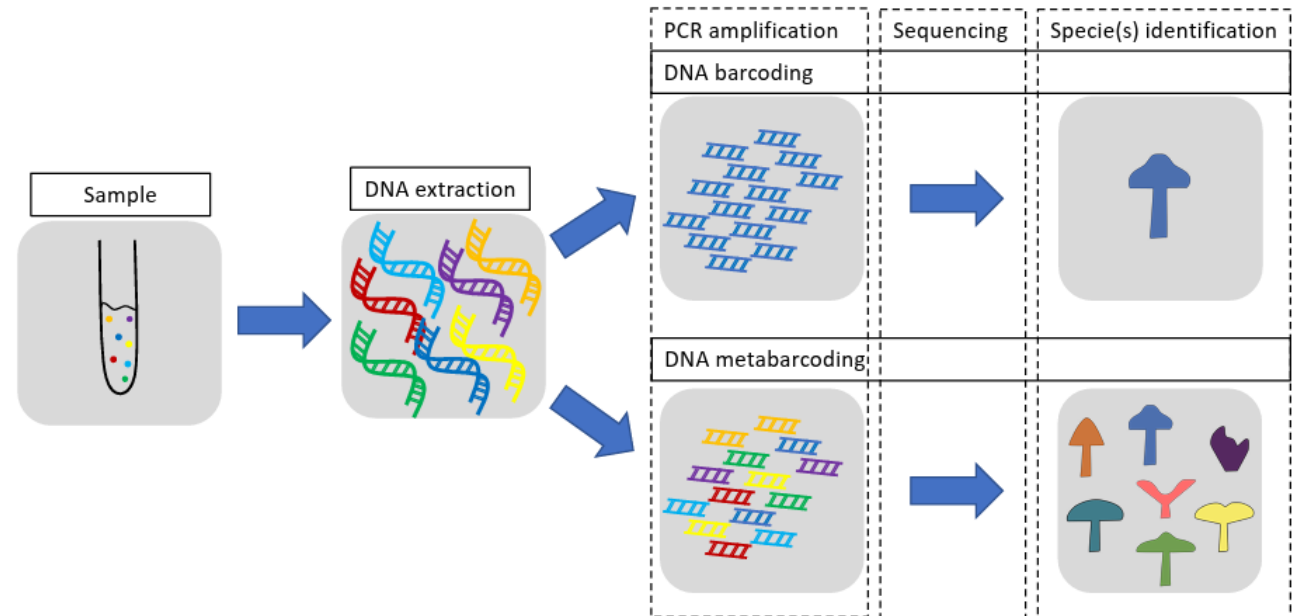 PCR amplification
Sequencing
Specie(s) identification
DNA barcoding
Sample
DNA extraction
DNA metabarcoding